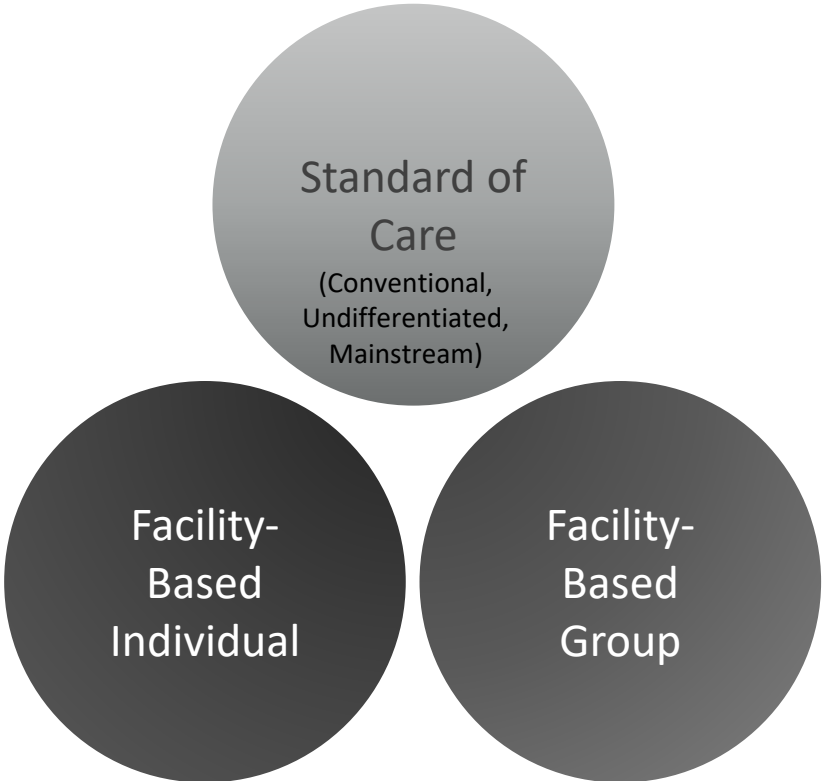 Standard of
Care
(Conventional,
Undifferentiated,
Mainstream)
Facility-
Based
Individual
Facility-
Based
Group